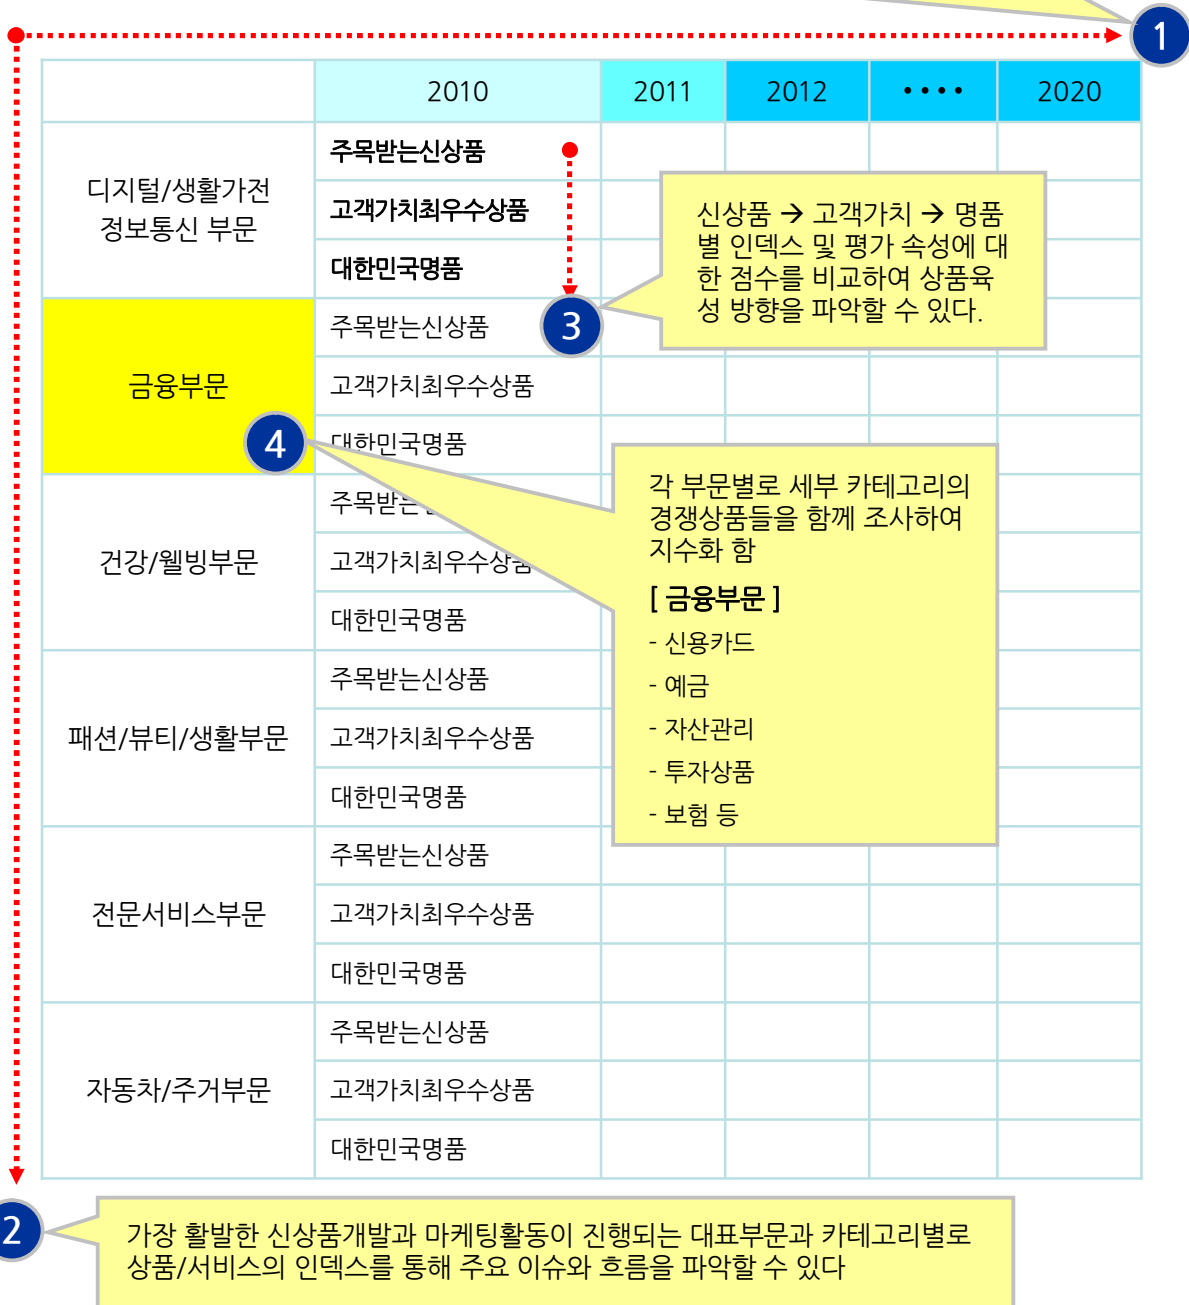 1
2010 2011 2012 •••• 2020
디지털/생활가전
정보통신 부문
주목받는신상품
고객가치최우수상품
대한민국명품
신상품 → 고객가치 → 명품
별 인덱스 및 평가 속성에 대
한 점수를 비교하여 상품육
성 방향을 파악할 수 있다.
3
금융부문
4
주목받는신상품
고객가치최우수상품
대한민국명품
각 부문별로 세부 카테고리의
경쟁상품들을 함께 조사하여
지수화 함
[ 금융부문 ]
- 신용카드
- 예금
- 자산관리
- 투자상품
- 보험 등
건강/웰빙부문
주목받는
고객가치최우수상품
대한민국명품
패션/뷰티/생활부문
주목받는신상품
고객가치최우수상품
대한민국명품
전문서비스부문
주목받는신상품
고객가치최우수상품
대한민국명품
자동차/주거부문
주목받는신상품
고객가치최우수상품
대한민국명품
2
가장 활발한 신상품개발과 마케팅활동이 진행되는 대표부문과 카테고리별로
상품/서비스의 인덱스를 통해 주요 이슈와 흐름을 파악할 수 있다